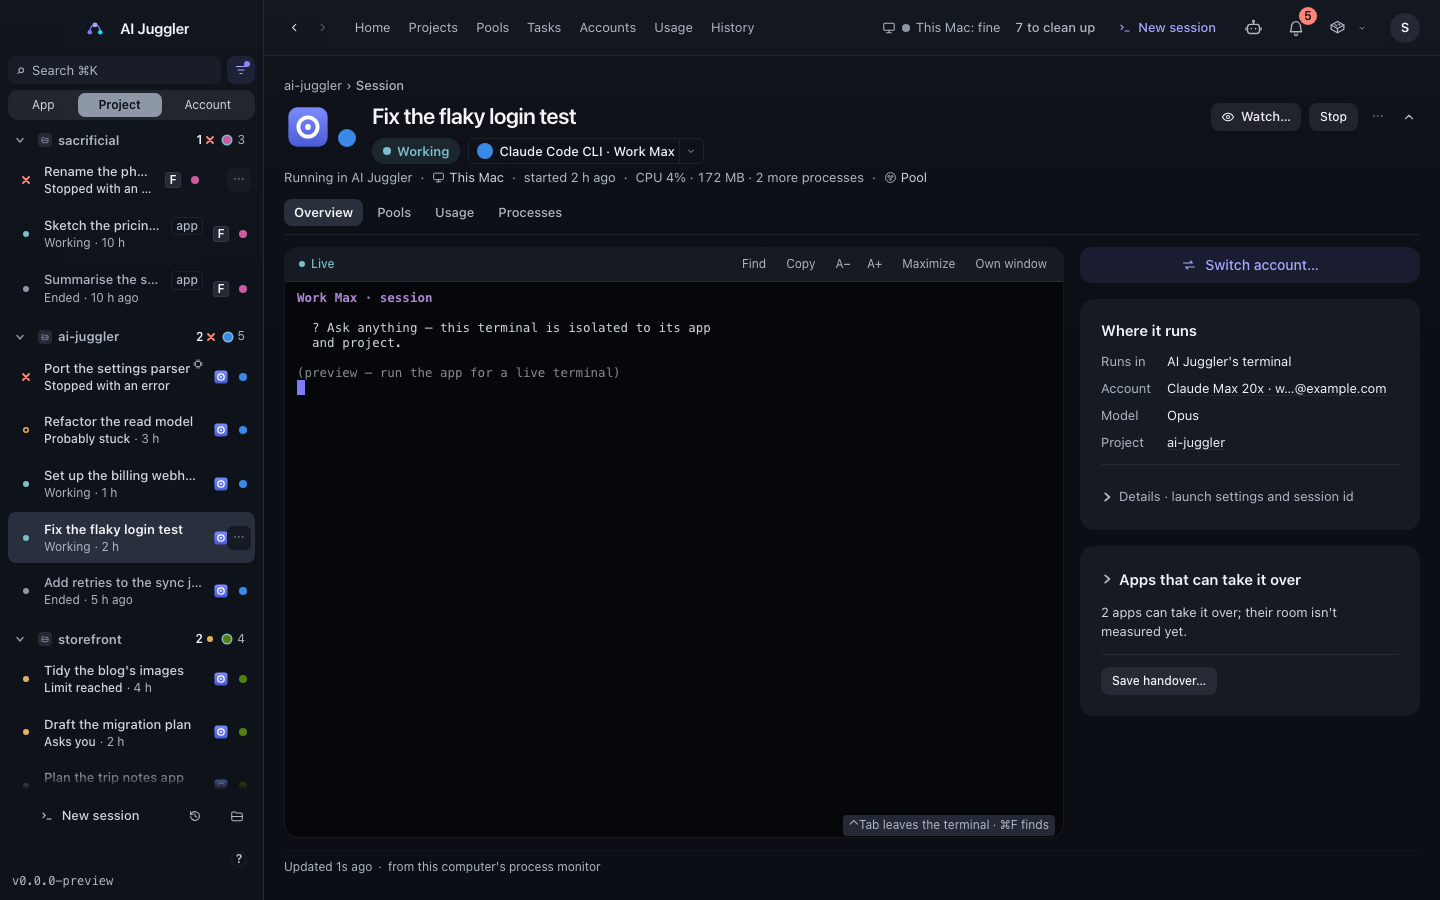 AI Juggler
Search ⌘K
App Project Account
sacrificial 1 3
Rename the ph...
Stopped with an ...
F
Sketch the pricin... app
Working · 10 h
F
Summarise the s... app
Ended · 10 h ago
F
ai-juggler 2 5
Port the settings parser
Stopped with an error
Refactor the read model
Probably stuck · 3 h
Set up the billing webh...
Working · 1 h
Fix the flaky login test
Working · 2 h
Add retries to the sync j...
Ended · 5 h ago
storefront 2 4
Tidy the blog's images
Limit reached · 4 h
Draft the migration plan
Asks you · 2 h
Plan the trip notes app
New session
?
v0.0.0-preview
Home Projects Pools Tasks Accounts Usage History
This Mac: fine 7 to clean up New session 5 S
ai-juggler › Session
Fix the flaky login test
Watch... Stop
Working Claude Code CLI · Work Max
Running in AI Juggler · This Mac · started 2 h ago · CPU 4% · 172 MB · 2 more processes · Pool
Overview Pools Usage Processes
Live Find Copy A− A+ Maximize Own window
Work Max · session
? Ask anything — this terminal is isolated to its app
and project.
(preview — run the app for a live terminal)
^Tab leaves the terminal · ⌘F finds
Switch account...
Where it runs
Runs in AI Juggler's terminal
Account Claude Max 20x · w...@example.com
Model Opus
Project ai-juggler
Details · launch settings and session id
Apps that can take it over
2 apps can take it over; their room isn't
measured yet.
Save handover...
Updated 1s ago · from this computer's process monitor